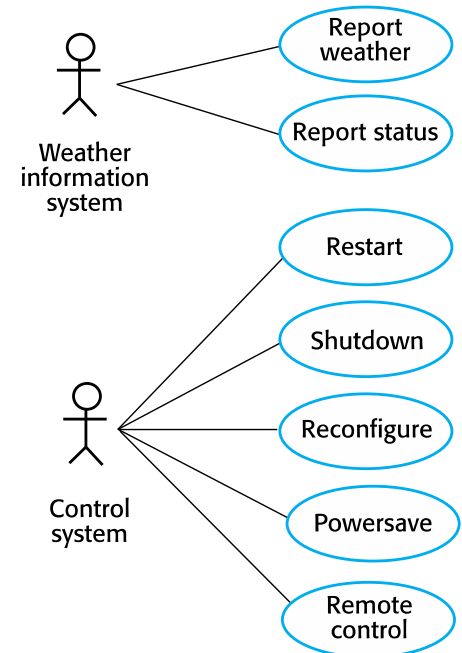 Report
weather
Report status
Weather
information
system
Restart
Shutdown
Reconfigure
Control
system
Powersave
Remote
control